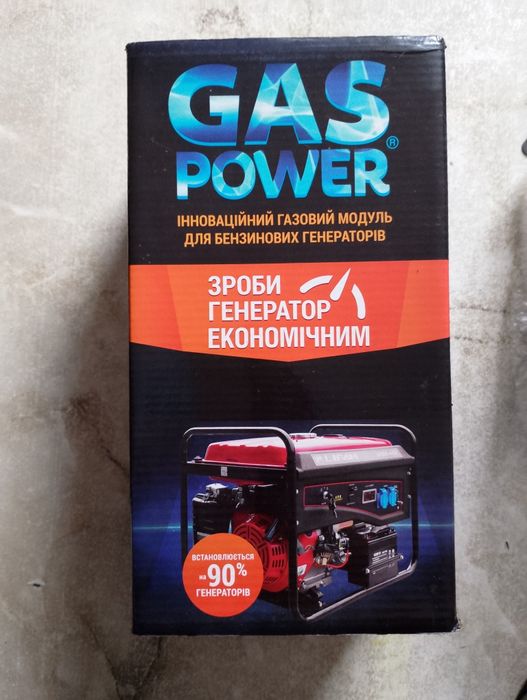 GAS
POWER®
ІННОВАЦІЙНИЙ ГАЗОВИЙ МОДУЛЬ
ДЛЯ БЕНЗИНОВИХ ГЕНЕРАТОРІВ
ЗРОБИ
ГЕНЕРАТОР
ЕКОНОМІЧНИМ
ВСТАНОВЛЮЄТЬСЯ
на 90%
ГЕНЕРАТОРІВ